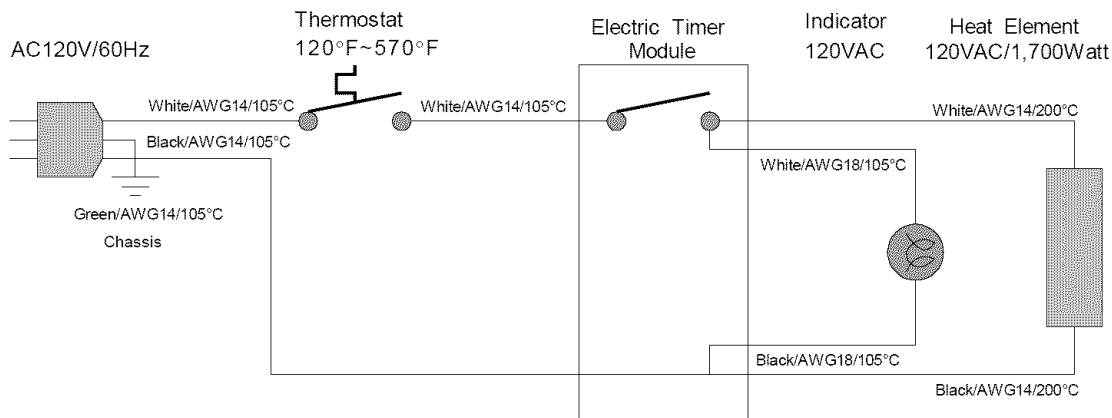 AC120V/60Hz
Thermostat
120°F~570°F
Electric Timer
Module
Indicator
120VAC
Heat Element
120VAC/1,700Watt
White/AWG14/105°C
White/AWG14/105°C
White/AWG14/200°C
Black/AWG14/105°C
White/AWG18/105°C
Green/AWG14/105°C
Chassis
Black/AWG18/105°C
Black/AWG14/200°C